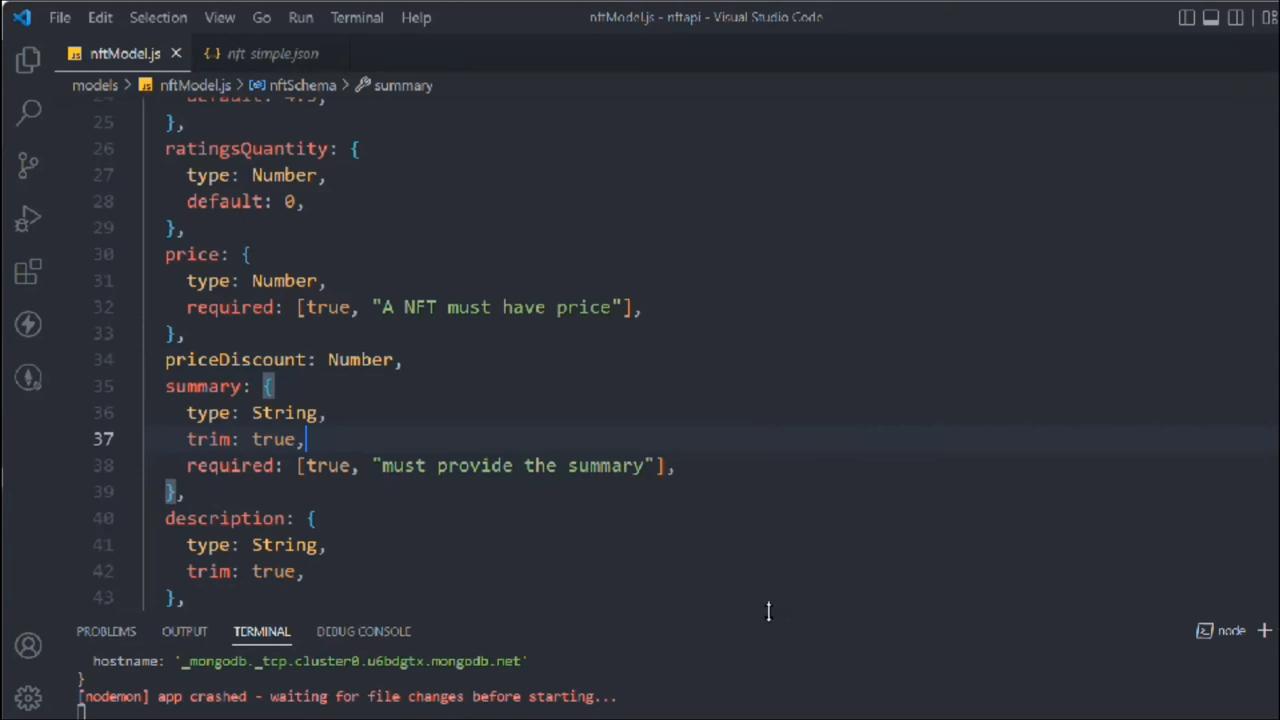 File Edit Selection View Go Run Terminal Help nftModel.js - nftapi - Visual Studio Code
nftModel.js nft simple.json
models > nftModel.js > nftSchema > summary
25 },
26 ratingsQuantity: {
27 type: Number,
28 default: 0,
29 },
30 price: {
31 type: Number,
32 required: [true, "A NFT must have price"],
33 },
34 priceDiscount: Number,
35 summary: {
36 type: String,
37 trim: true,
38 required: [true, "must provide the summary"],
39 },
40 description: {
41 type: String,
42 trim: true,
43 },
PROBLEMS OUTPUT TERMINAL DEBUG CONSOLE node
hostname: '_mongodb._tcp.cluster0.u6bdgtx.mongodb.net'
}
[nodemon] app crashed - waiting for file changes before starting...